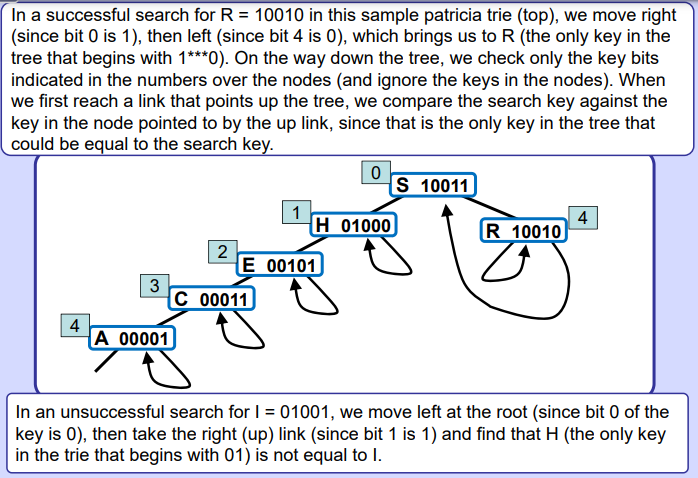 In a successful search for R = 10010 in this sample patricia trie (top), we move right
(since bit 0 is 1), then left (since bit 4 is 0), which brings us to R (the only key in the
tree that begins with 1***0). On the way down the tree, we check only the key bits
indicated in the numbers over the nodes (and ignore the keys in the nodes). When
we first reach a link that points up the tree, we compare the search key against the
key in the node pointed to by the up link, since that is the only key in the tree that
could be equal to the search key.
0
S 10011
1
H 01000
4
R 10010
2
E 00101
3
C 00011
4
A 00001
In an unsuccessful search for I = 01001, we move left at the root (since bit 0 of the
key is 0), then take the right (up) link (since bit 1 is 1) and find that H (the only key
in the trie that begins with 01) is not equal to I.